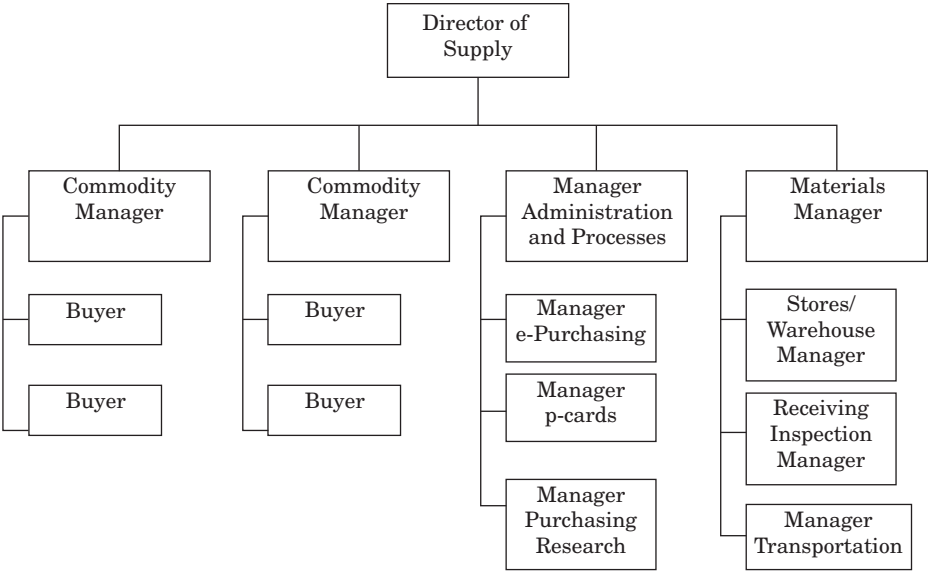 Director of
Supply
Commodity
Manager
Buyer
Buyer
Commodity
Manager
Buyer
Buyer
Manager
Administration
and Processes
Manager
e-Purchasing
Manager
p-cards
Manager
Purchasing
Research
Materials
Manager
Stores/
Warehouse
Manager
Receiving
Inspection
Manager
Manager
Transportation